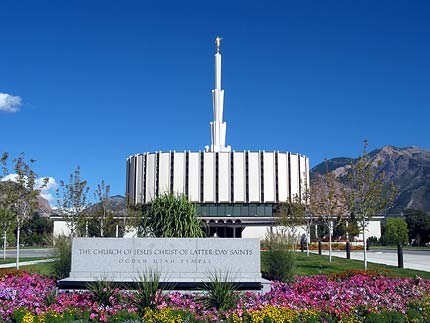 THE CHURCH OF JESUS CHRIST OF LATTER-DAY SAINTS
OGDEN UTAH TEMPLE